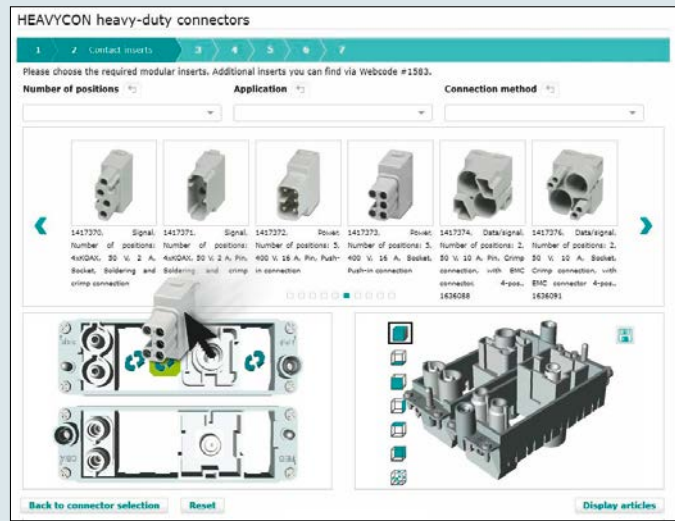 HEAVYCON heavy-duty connectors
1 2 Contact inserts 3 4 5 6 7
Please choose the required modular inserts. Additional inserts you can find via Webcode #1583.
Number of positions Application Connection method
1417370. Signal.
Number of positions:
4xKOAX, 50 V, 2 A,
Socket, Soldering and
crimp connection
1417371. Signal.
Number of positions:
4xKOAX, 50 V, 2 A, Pin,
Soldering and crimp
1417372. Power.
Number of positions: 5,
400 V, 16 A, Pin, Push-
in connection
1417373. Power.
Number of positions: 5,
400 V, 16 A, Socket,
Push-in connection
1417374. Data/signal.
Number of positions: 2,
50 V, 10 A, Pin, Crimp
connection, with EMC
connector, 4-pos.,
1636088
1417376. Data/signal.
Number of positions: 2,
50 V, 10 A, Socket,
Crimp connection, with
EMC connector 4-pos.,
1636091
Back to connector selection Reset Display articles